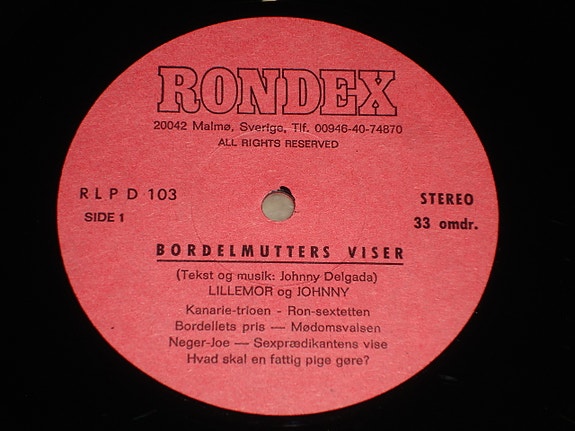 RONDEX
20042 Malmø, Sverige, Tlf. 00946-40-74870
ALL RIGHTS RESERVED
RLPD 103
SIDE 1
STEREO
33 omdr.
BORDELMUTTERS VISER
(Tekst og musik: Johnny Delgada)
LILLEMOR og JOHNNY
Kanarie-trioen - Ron-sextetten
Bordellets pris — Mødomsvalsen
Neger-Joe — Sexprædikantens vise
Hvad skal en fattig pige gøre?